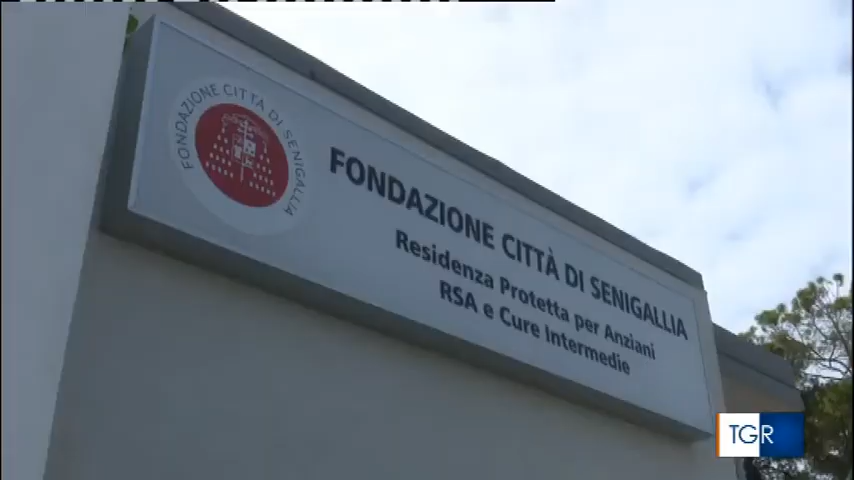 FONDAZIONE CITTÀ DI SENIGALLIA
FONDAZIONE CITTÀ DI SENIGALLIA
Residenza Protetta per Anziani
RSA e Cure Intermedie
TGR